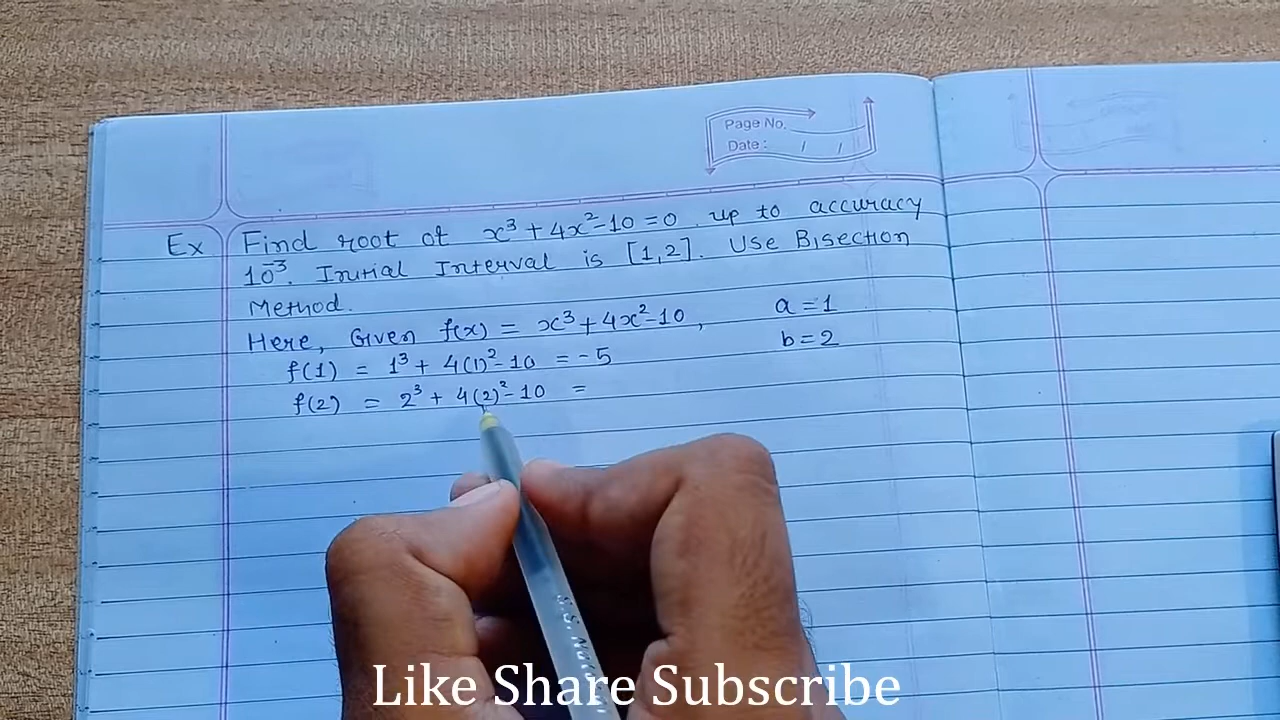 Page No.
Date : / /
Ex Find root of x³ + 4x² - 10 = 0 . up to accuracy
10⁻³. Initial Interval is [1,2]. Use Bisection
Method.
Here, Given f(x) = x³ + 4x² - 10 , a = 1
b = 2
f(1) = 1³ + 4(1)² - 10 = - 5
f(2) = 2³ + 4(2)² - 10 =
Like Share Subscribe